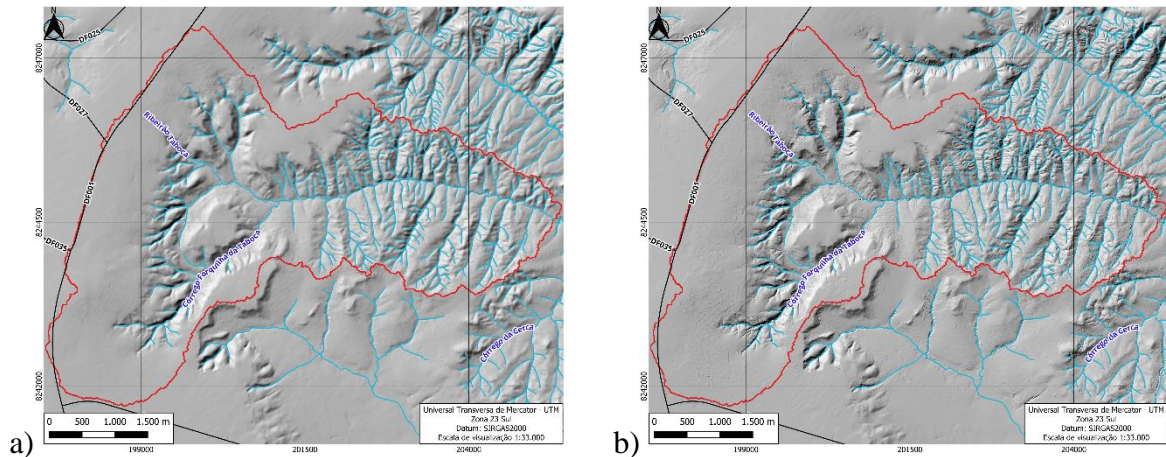 N
DF025
8247000
DF027
Ribeirão Taboca
DF001
8244500
DF035
Córrego Forquilha da Taboca
Córrego da Cerca
8242000
0 500 1.000 1.500 m
Universal Transversa de Mercator - UTM
Zona 23 Sul
Datum: SIRGAS2000
Escala de visualização 1:33.000
a)
199000 201500 204000
N
DF025
8247000
DF027
Ribeirão Taboca
DF001
8244500
DF035
Córrego Forquilha da Taboca
Córrego da Cerca
8242000
0 500 1.000 1.500 m
Universal Transversa de Mercator - UTM
Zona 23 Sul
Datum: SIRGAS2000
Escala de visualização 1:33.000
b)
199000 201500 204000